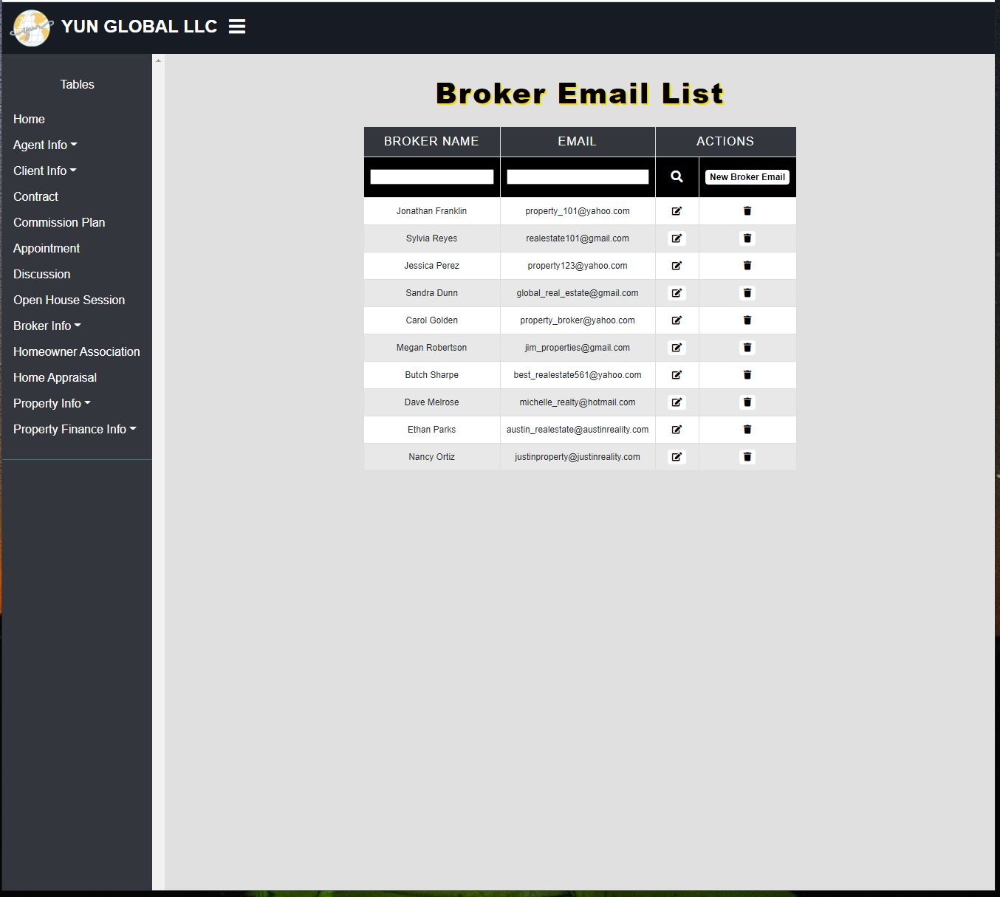 YUN GLOBAL LLC
Tables
Home
Agent Info
Client Info
Contract
Commission Plan
Appointment
Discussion
Open House Session
Broker Info
Homeowner Association
Home Appraisal
Property Info
Property Finance Info
Broker Email List
BROKER NAME EMAIL ACTIONS
New Broker Email
Jonathan Franklin property_101@yahoo.com
Sylvia Reyes realestate101@gmail.com
Jessica Perez property123@yahoo.com
Sandra Dunn global_real_estate@gmail.com
Carol Golden property_broker@yahoo.com
Megan Robertson jim_properties@gmail.com
Butch Sharpe best_realestate561@yahoo.com
Dave Melrose michelle_realty@hotmail.com
Ethan Parks austin_realestate@austinreality.com
Nancy Ortiz justinproperty@justinreality.com